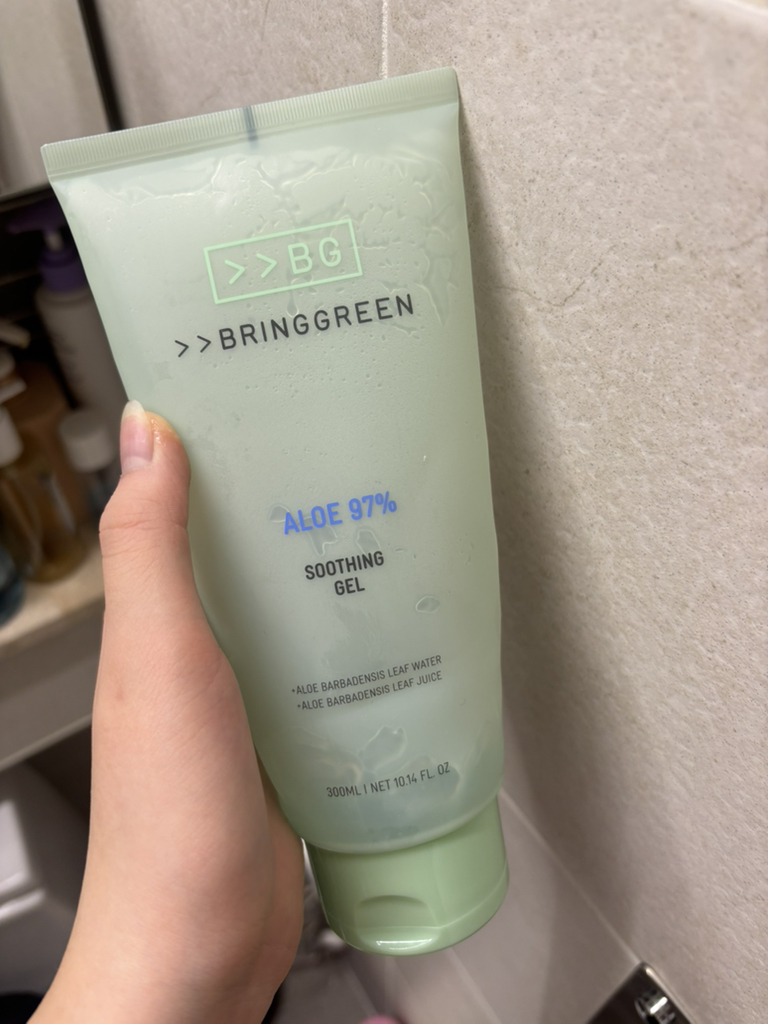 >>BG
>>BRINGGREEN
ALOE 97%
SOOTHING
GEL
+ALOE BARBADENSIS LEAF WATER
+ALOE BARBADENSIS LEAF JUICE
300ML | NET 10.14 FL. OZ